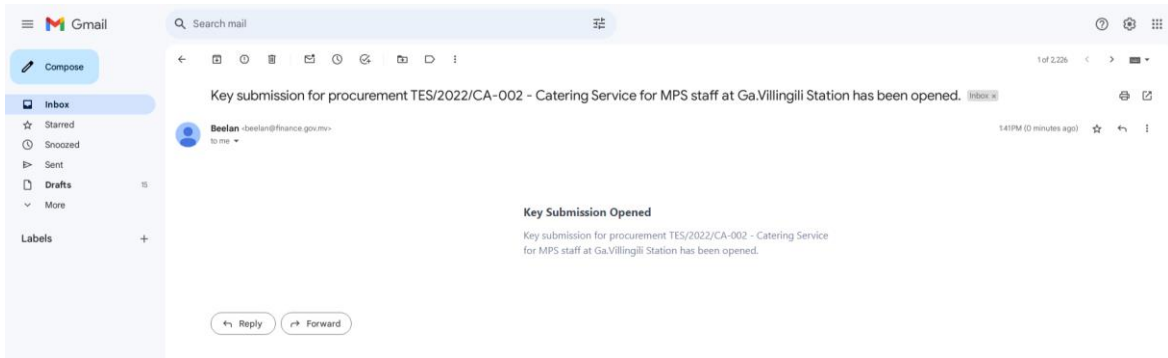 Gmail
Search mail
Compose
1 of 2,226
Inbox
Starred
Snoozed
Sent
Drafts 15
More
Labels
Key submission for procurement TES/2022/CA-002 - Catering Service for MPS staff at Ga.Villingili Station has been opened. Inbox x
Beelan <beelan@finance.gov.mv>
1:41PM (0 minutes ago)
to me
Key Submission Opened
Key submission for procurement TES/2022/CA-002 - Catering Service
for MPS staff at Ga.Villingili Station has been opened.
Reply
Forward